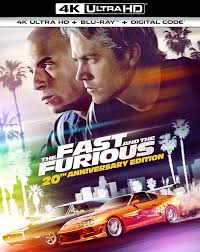 4K ULTRA HD
4K ULTRA HD + BLU-RAY + DIGITAL CODE
THE FAST AND THE
FURIOUS
20TH ANNIVERSARY EDITION